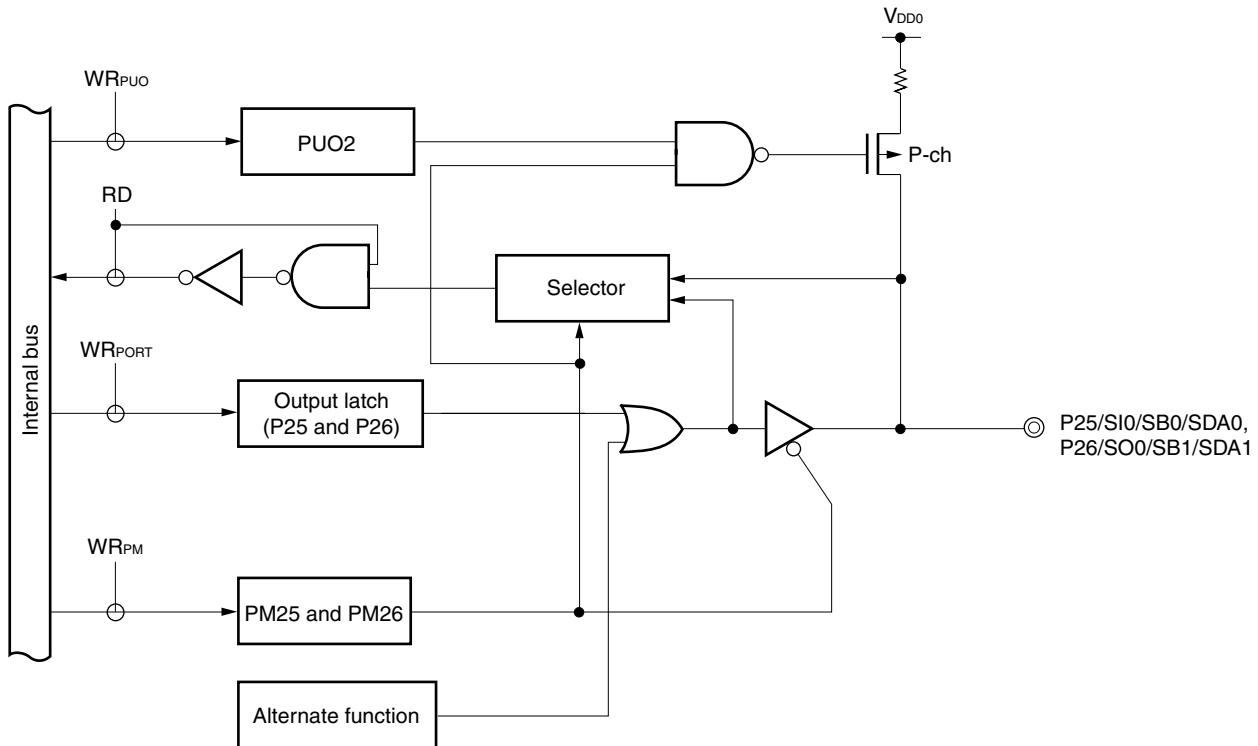 VDD0
WRPUO
PUO2
P-ch
RD
Selector
Internal bus
WRPORT
Output latch
(P25 and P26)
P25/SI0/SB0/SDA0,
P26/SO0/SB1/SDA1
WRPM
PM25 and PM26
Alternate function